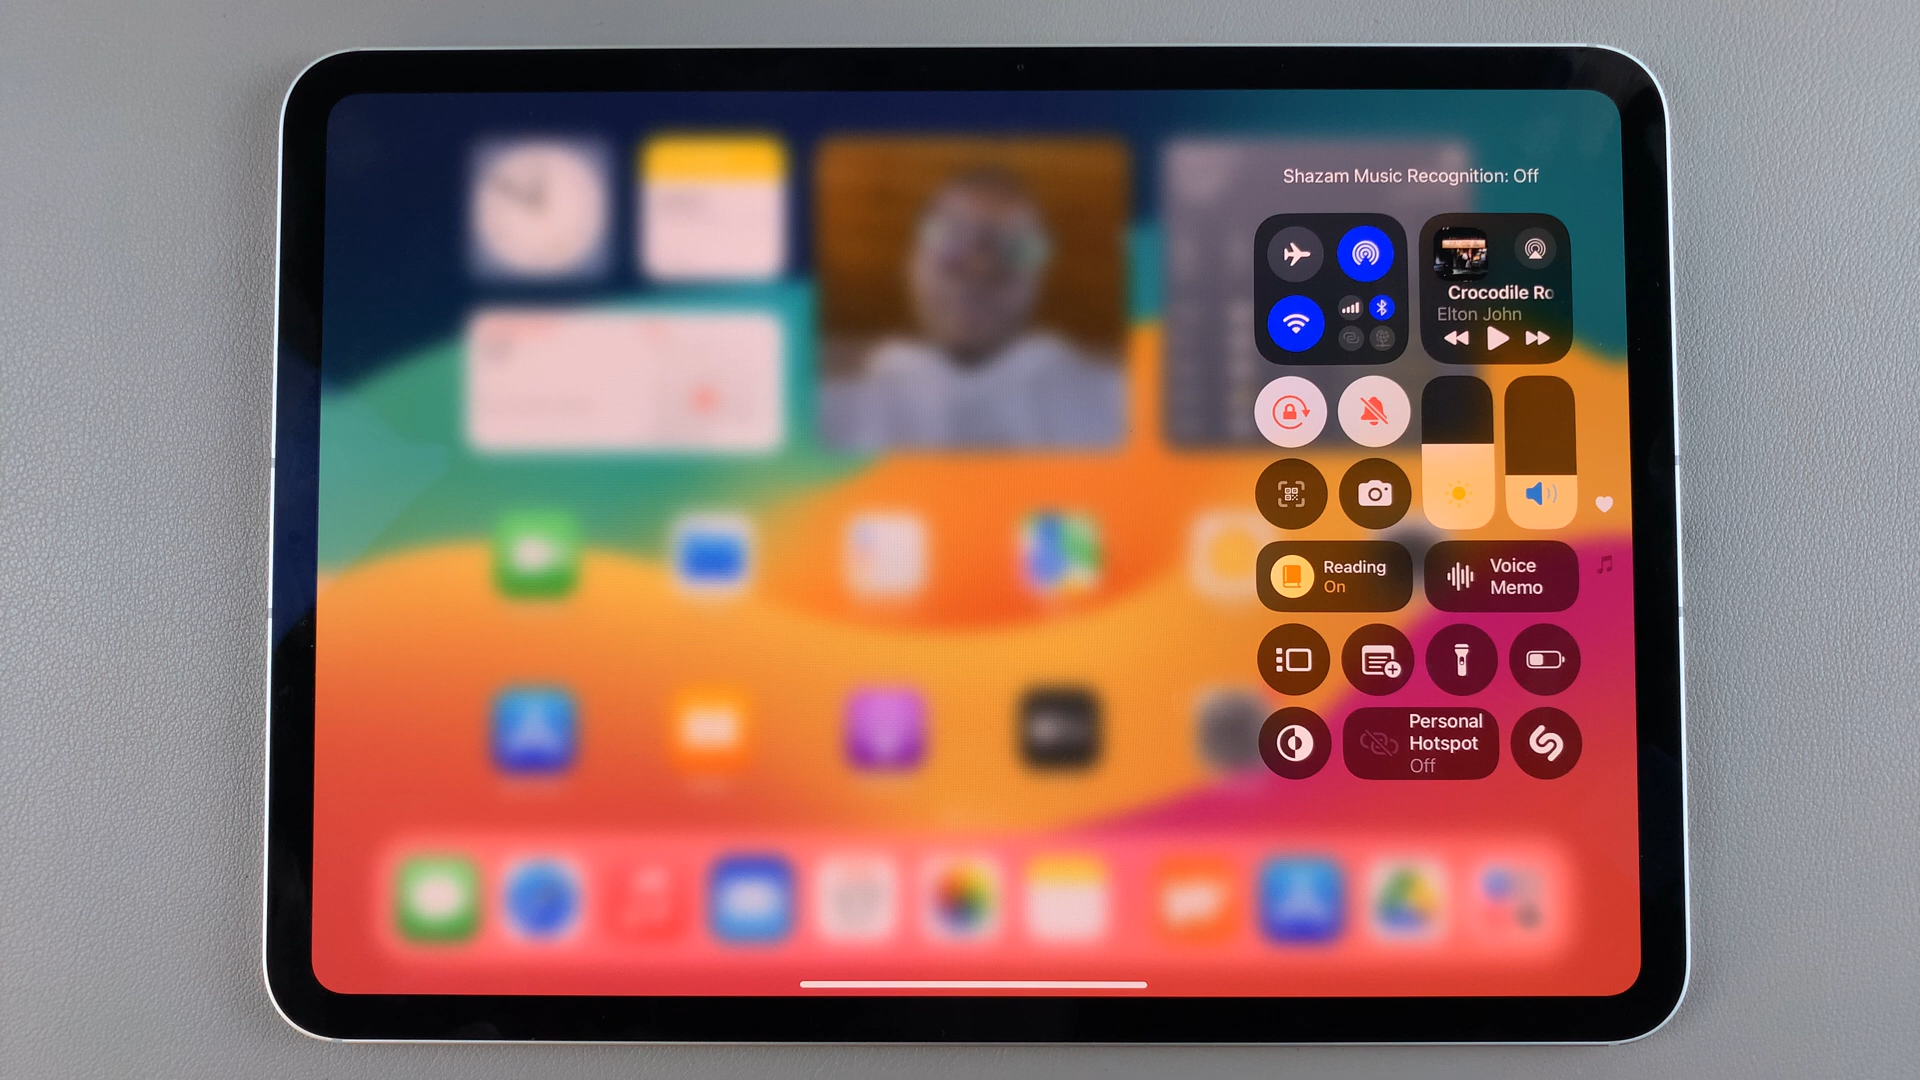 Shazam Music Recognition: Off
Crocodile Ro
Elton John
Reading
On
Voice
Memo
Personal
Hotspot
Off